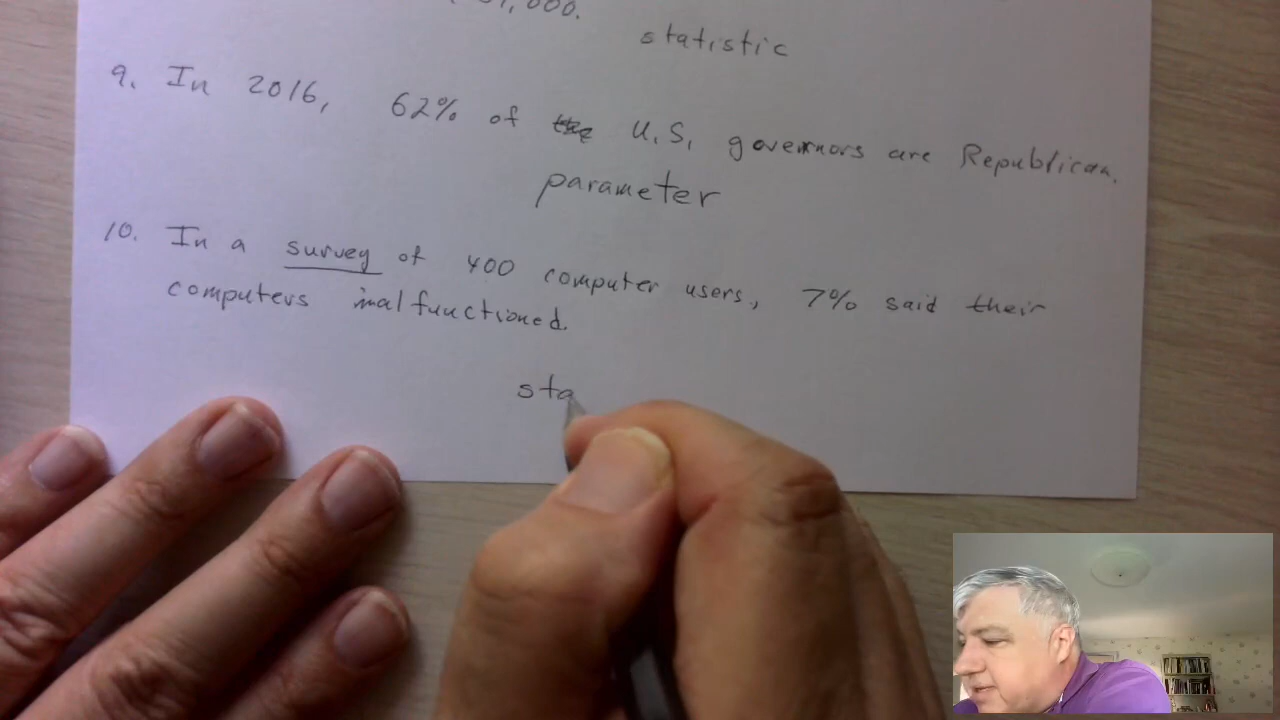 000.
statistic
9. In 2016, 62% of U.S. governors are Republican.
parameter
10. In a survey of 400 computer users, 7% said their
computers malfunctioned.
sta